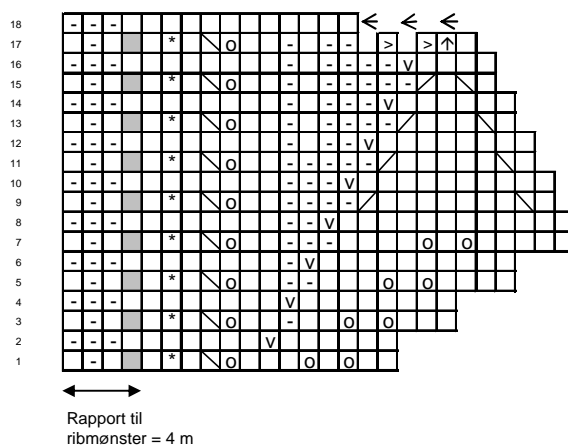 18 - - - ← ← ←
17 - * \ o - - - > > ↑
16 - - - - - - - - v
15 - * \ o - - - - - - / \
14 - - - - - - - v
13 - * \ o - - - - - / \
12 - - - - - - v
11 - * \ o - - - - - / \
10 - - - - - - v
9 - * \ o - - - - / \
8 - - - - - v
7 - * \ o - - - o o
6 - - - - v
5 - * \ o - - o o
4 - - - v
3 - * \ o - o o
2 - - - v
1 - * \ o o o
Rapport til
ribmønster = 4 m